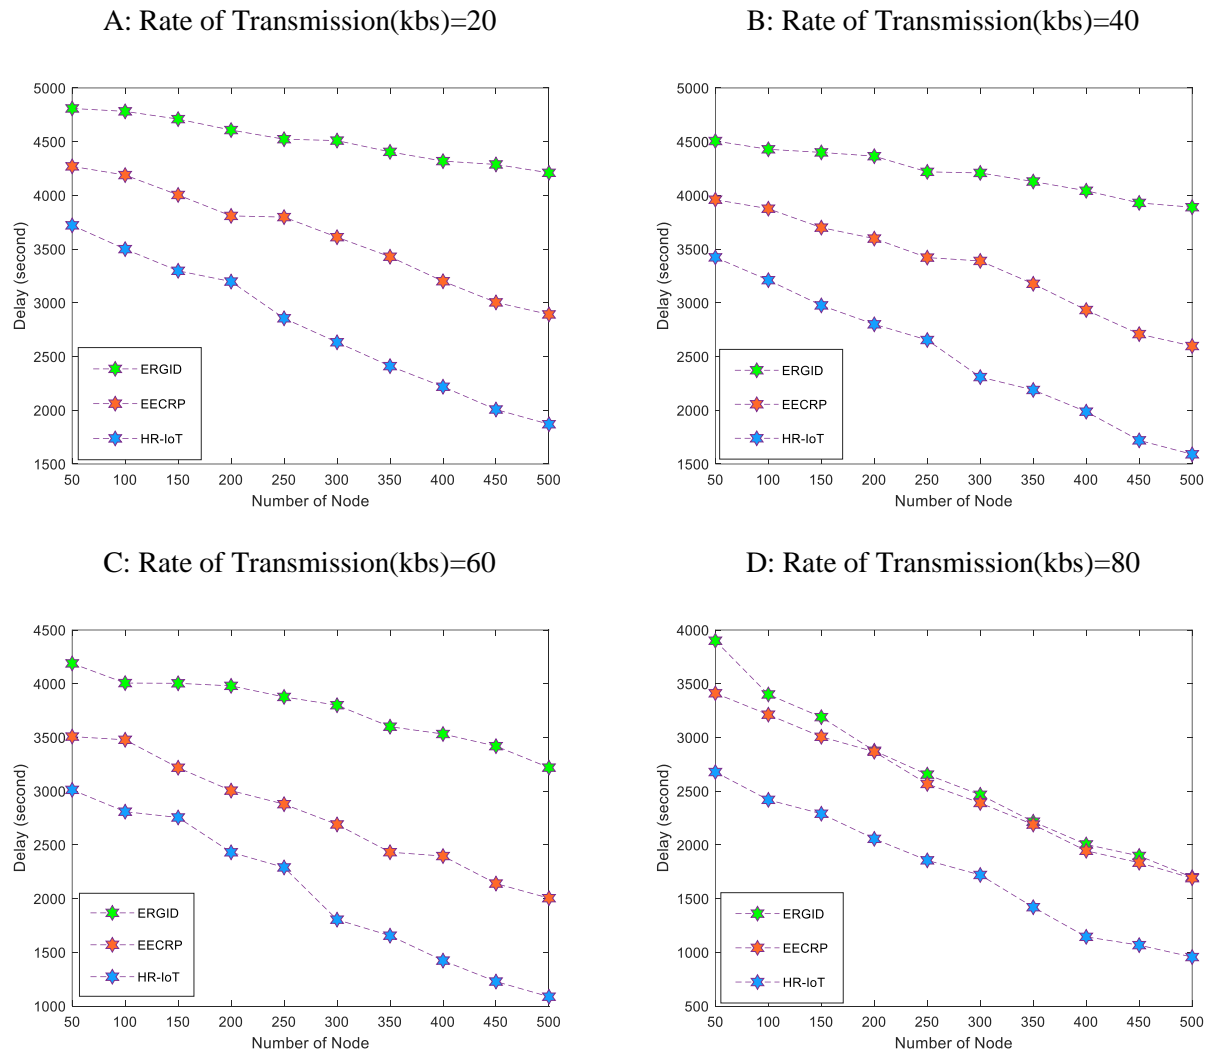 A: Rate of Transmission(kbs)=20
5000
4500
4000
3500
3000
2500
2000
1500
Delay (second)
ERGID
EECRP
HR-IoT
50 100 150 200 250 300 350 400 450 500
Number of Node
B: Rate of Transmission(kbs)=40
5000
4500
4000
3500
3000
2500
2000
1500
Delay (second)
ERGID
EECRP
HR-IoT
50 100 150 200 250 300 350 400 450 500
Number of Node
C: Rate of Transmission(kbs)=60
4500
4000
3500
3000
2500
2000
1500
1000
Delay (second)
ERGID
EECRP
HR-IoT
50 100 150 200 250 300 350 400 450 500
Number of Node
D: Rate of Transmission(kbs)=80
4000
3500
3000
2500
2000
1500
1000
500
Delay (second)
ERGID
EECRP
HR-IoT
50 100 150 200 250 300 350 400 450 500
Number of Node